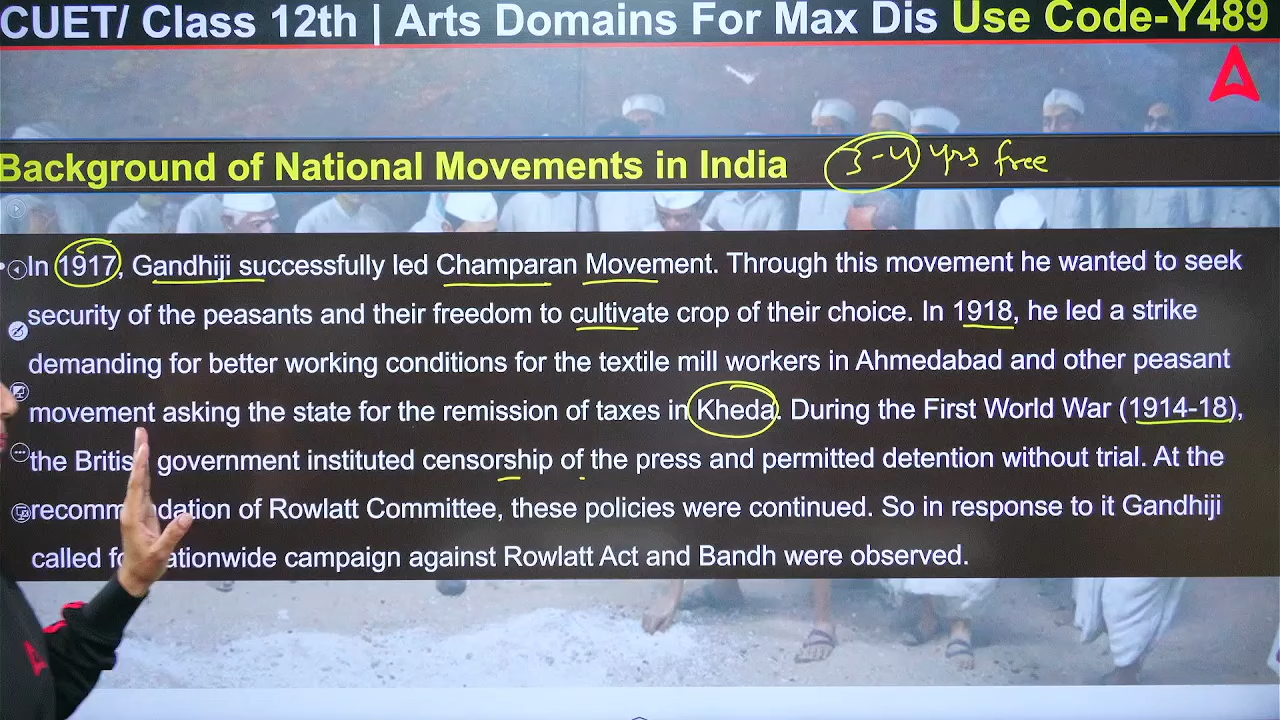 CUET/ Class 12th | Arts Domains For Max Dis Use Code-Y489
Background of National Movements in India 3-4 yrs free
In 1917, Gandhiji successfully led Champaran Movement. Through this movement he wanted to seek
security of the peasants and their freedom to cultivate crop of their choice. In 1918, he led a strike
demanding for better working conditions for the textile mill workers in Ahmedabad and other peasant
movement asking the state for the remission of taxes in Kheda. During the First World War (1914-18),
the British government instituted censorship of the press and permitted detention without trial. At the
recommendation of Rowlatt Committee, these policies were continued. So in response to it Gandhiji
called for nationwide campaign against Rowlatt Act and Bandh were observed.